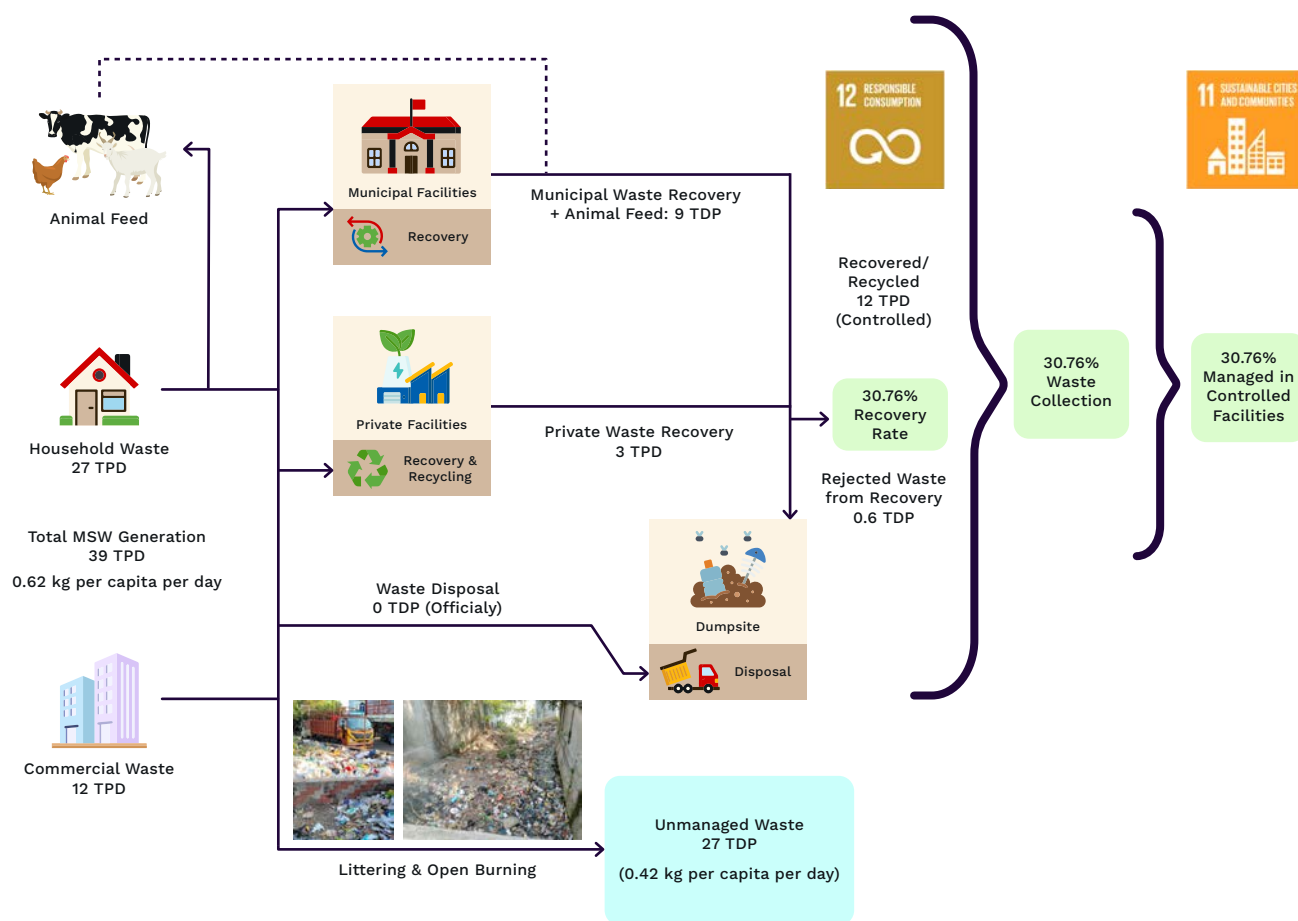 12 RESPONSIBLE
CONSUMPTION
11 SUSTAINABLE CITIES
AND COMMUNITIES
Animal Feed
Municipal Facilities
Recovery
Municipal Waste Recovery
+ Animal Feed: 9 TDP
Recovered/
Recycled
12 TPD
(Controlled)
Household Waste
27 TPD
Private Facilities
Recovery &
Recycling
Private Waste Recovery
3 TPD
30.76%
Recovery
Rate
30.76%
Waste
Collection
30.76%
Managed in
Controlled
Facilities
Rejected Waste
from Recovery
0.6 TDP
Total MSW Generation
39 TPD
0.62 kg per capita per day
Waste Disposal
0 TDP (Officialy)
Dumpsite
Disposal
Commercial Waste
12 TPD
Littering & Open Burning
Unmanaged Waste
27 TDP
(0.42 kg per capita per day)